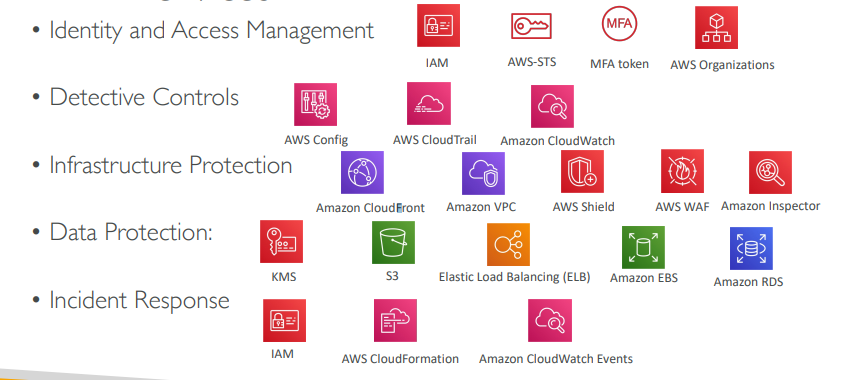 • Identity and Access Management
MFA
IAM AWS-STS MFA token AWS Organizations
• Detective Controls
AWS Config AWS CloudTrail Amazon CloudWatch
• Infrastructure Protection
Amazon CloudFront Amazon VPC AWS Shield AWS WAF Amazon Inspector
• Data Protection:
KMS S3 Elastic Load Balancing (ELB) Amazon EBS Amazon RDS
• Incident Response
IAM AWS CloudFormation Amazon CloudWatch Events